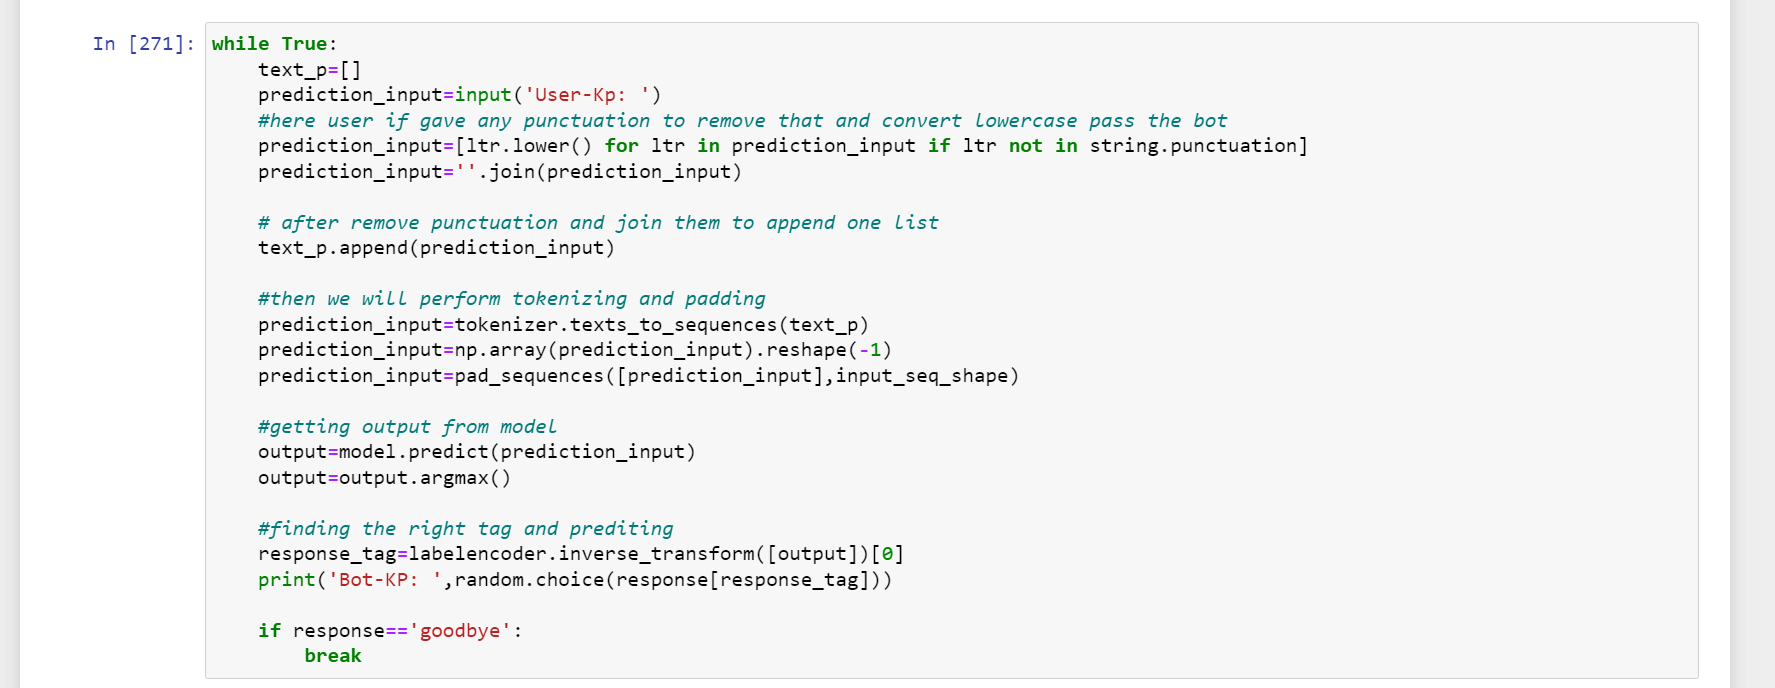 In [271]: while True:
    text_p=[]
    prediction_input=input('User-Kp: ')
    #here user if gave any punctuation to remove that and convert lowercase pass the bot
    prediction_input=[ltr.lower() for ltr in prediction_input if ltr not in string.punctuation]
    prediction_input=''.join(prediction_input)

    # after remove punctuation and join them to append one list
    text_p.append(prediction_input)

    #then we will perform tokenizing and padding
    prediction_input=tokenizer.texts_to_sequences(text_p)
    prediction_input=np.array(prediction_input).reshape(-1)
    prediction_input=pad_sequences([prediction_input],input_seq_shape)

    #getting output from model
    output=model.predict(prediction_input)
    output=output.argmax()

    #finding the right tag and prediting
    response_tag=labelencoder.inverse_transform([output])[0]
    print('Bot-KP: ',random.choice(response[response_tag]))

    if response=='goodbye':
        break